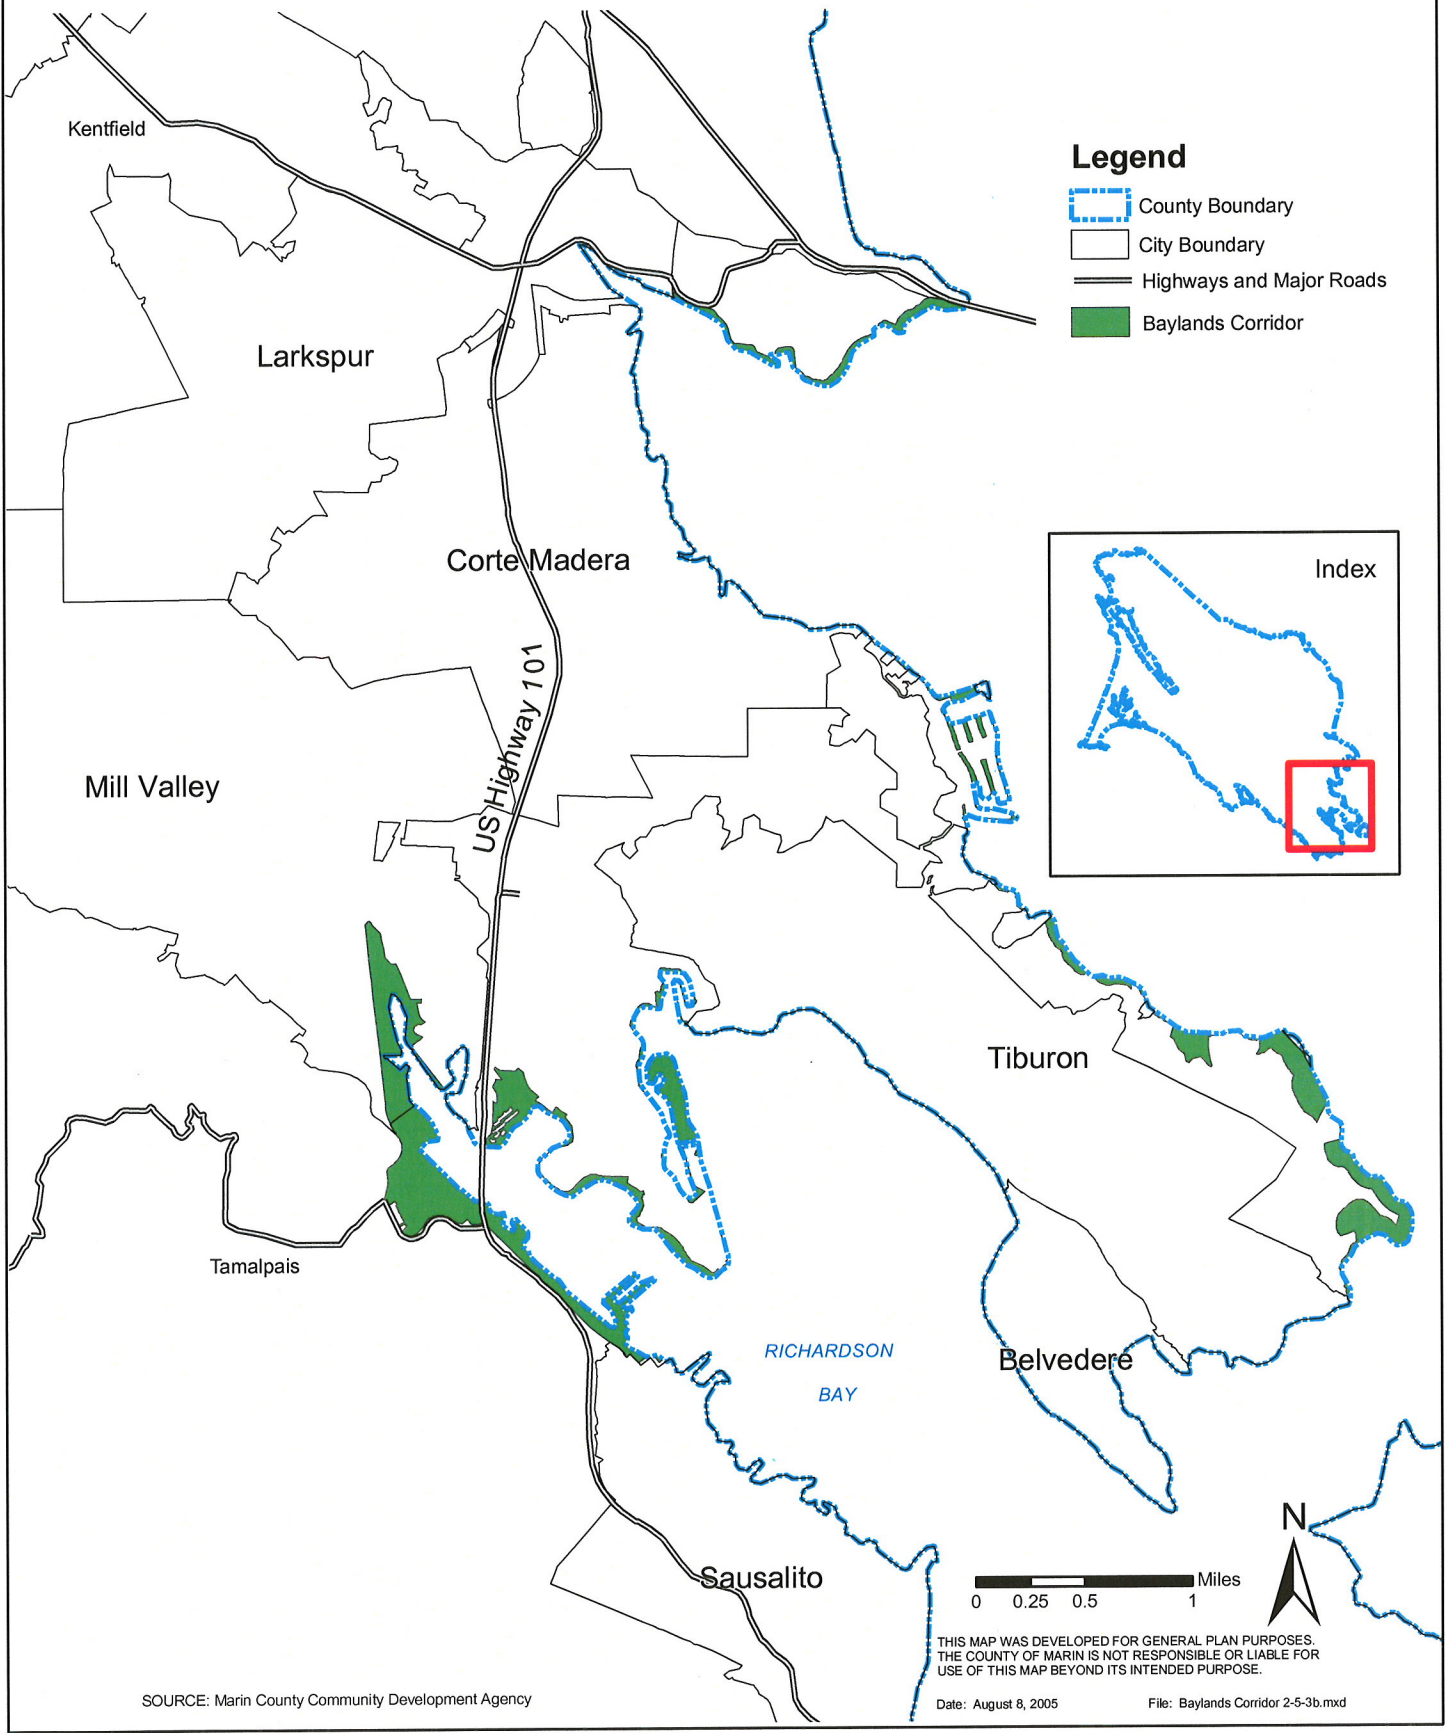 Kentfield
Legend
County Boundary
City Boundary
Highways and Major Roads
Baylands Corridor
Larkspur
Corte Madera
Index
US Highway 101
Mill Valley
Tiburon
Tamalpais
RICHARDSON
BAY
Belvedere
N
Sausalito
Miles
0 0.25 0.5 1
THIS MAP WAS DEVELOPED FOR GENERAL PLAN PURPOSES.
THE COUNTY OF MARIN IS NOT RESPONSIBLE OR LIABLE FOR
USE OF THIS MAP BEYOND ITS INTENDED PURPOSE.
SOURCE: Marin County Community Development Agency
Date: August 8, 2005 File: Baylands Corridor 2-5-3b.mxd